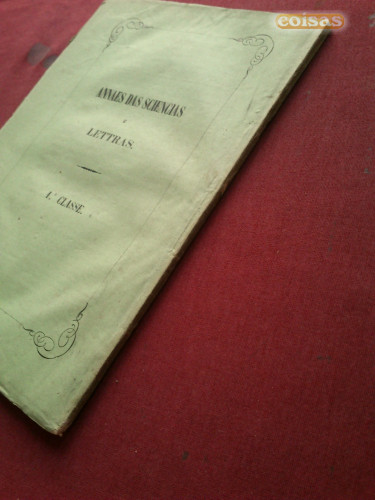 coisas
ANNAES DAS SCIENCIAS
E
LETTRAS.
1.ª CLASSE.